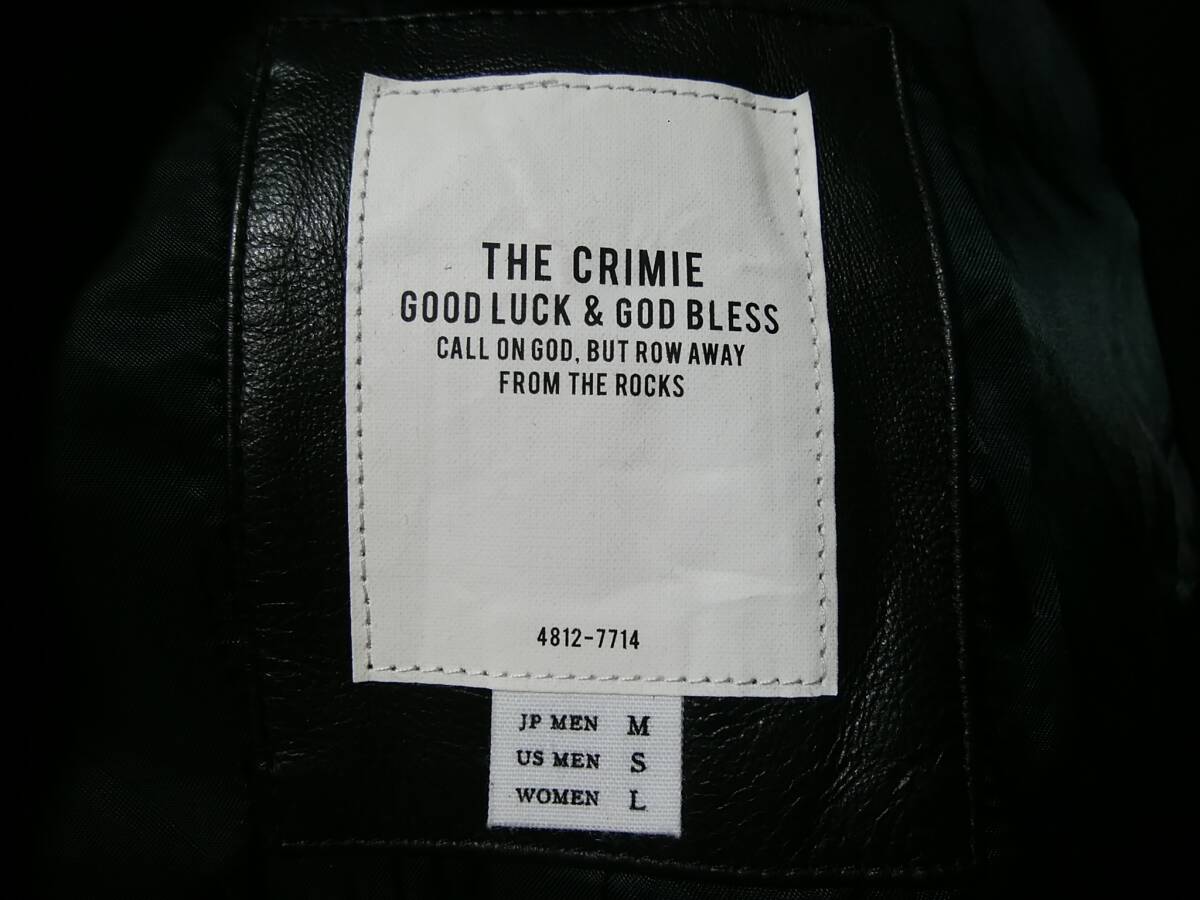 THE CRIMIE
GOOD LUCK & GOD BLESS
CALL ON GOD, BUT ROW AWAY
FROM THE ROCKS
4812-7714
JP MEN M
US MEN S
WOMEN L